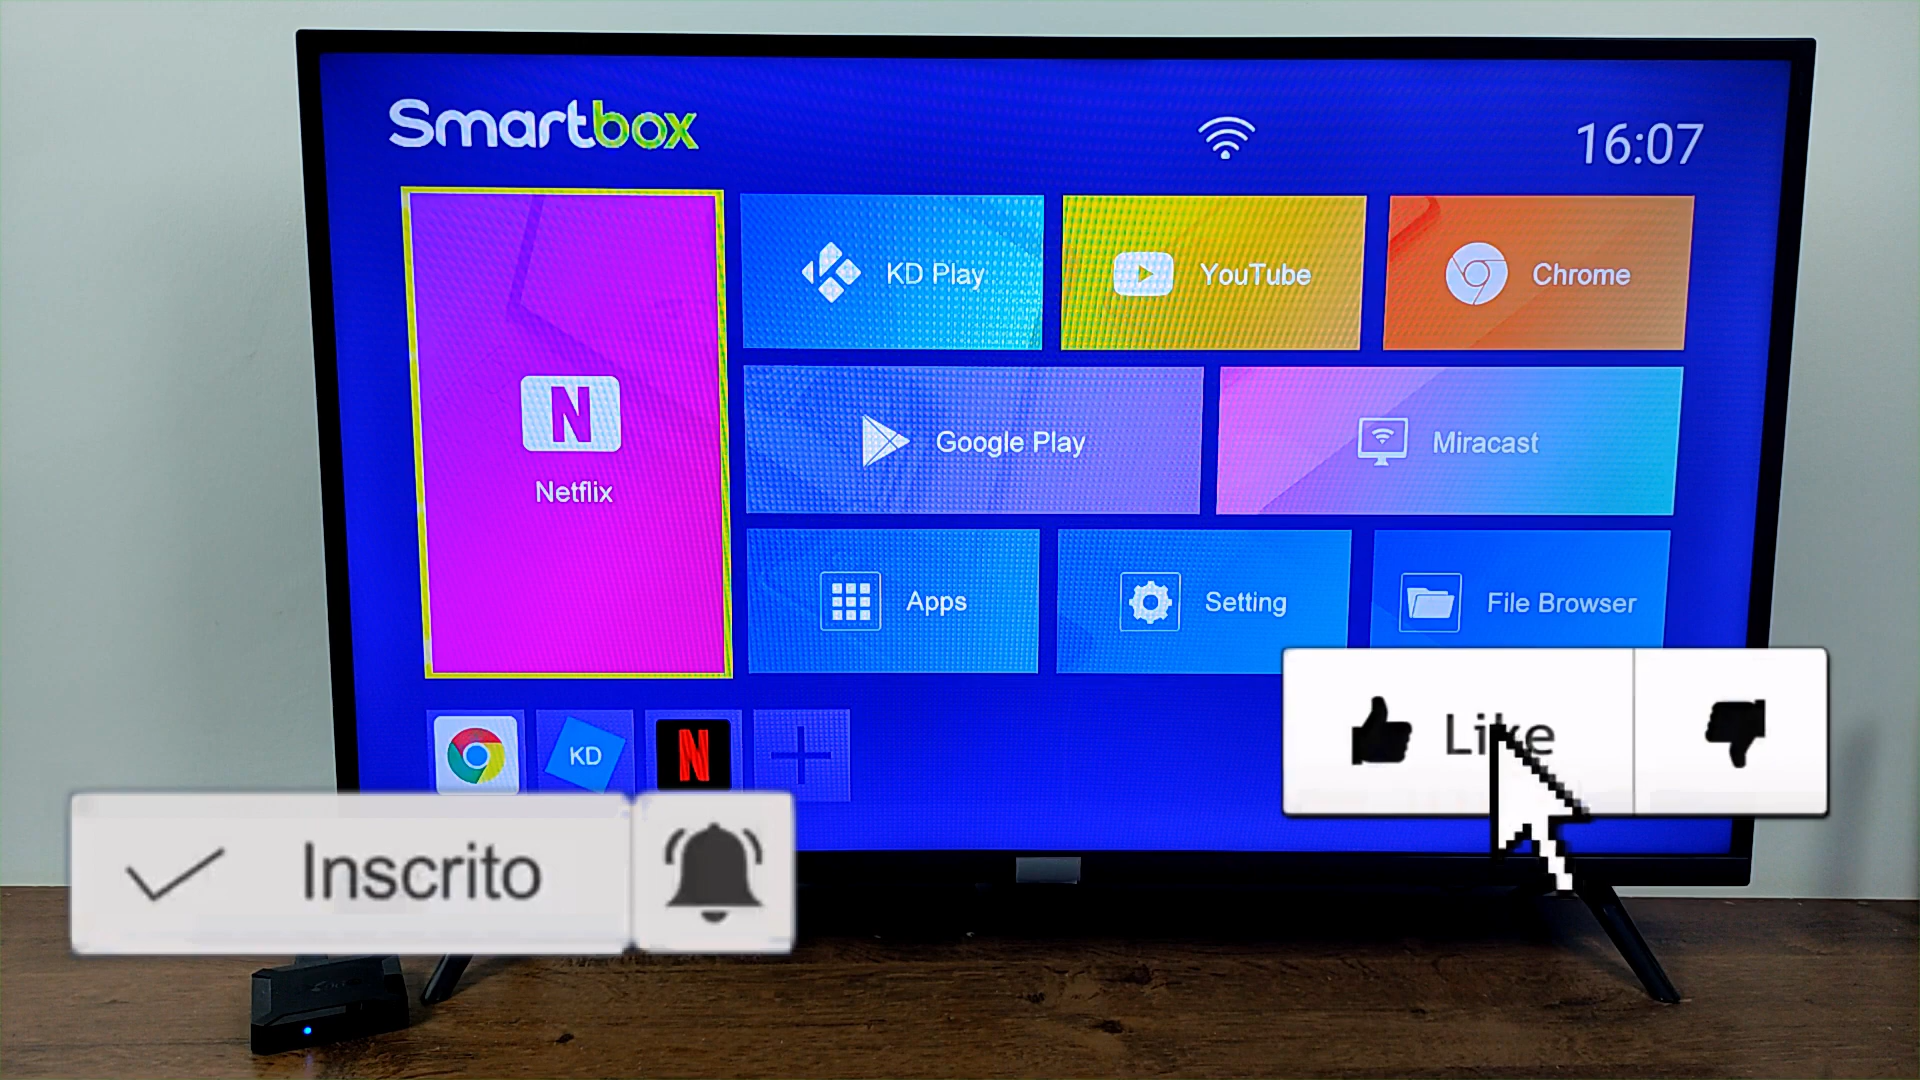 Smartbox
16:07
KD Play
YouTube
Chrome
N
Netflix
Google Play
Miracast
Apps
Setting
File Browser
KD
N
Like
Inscrito